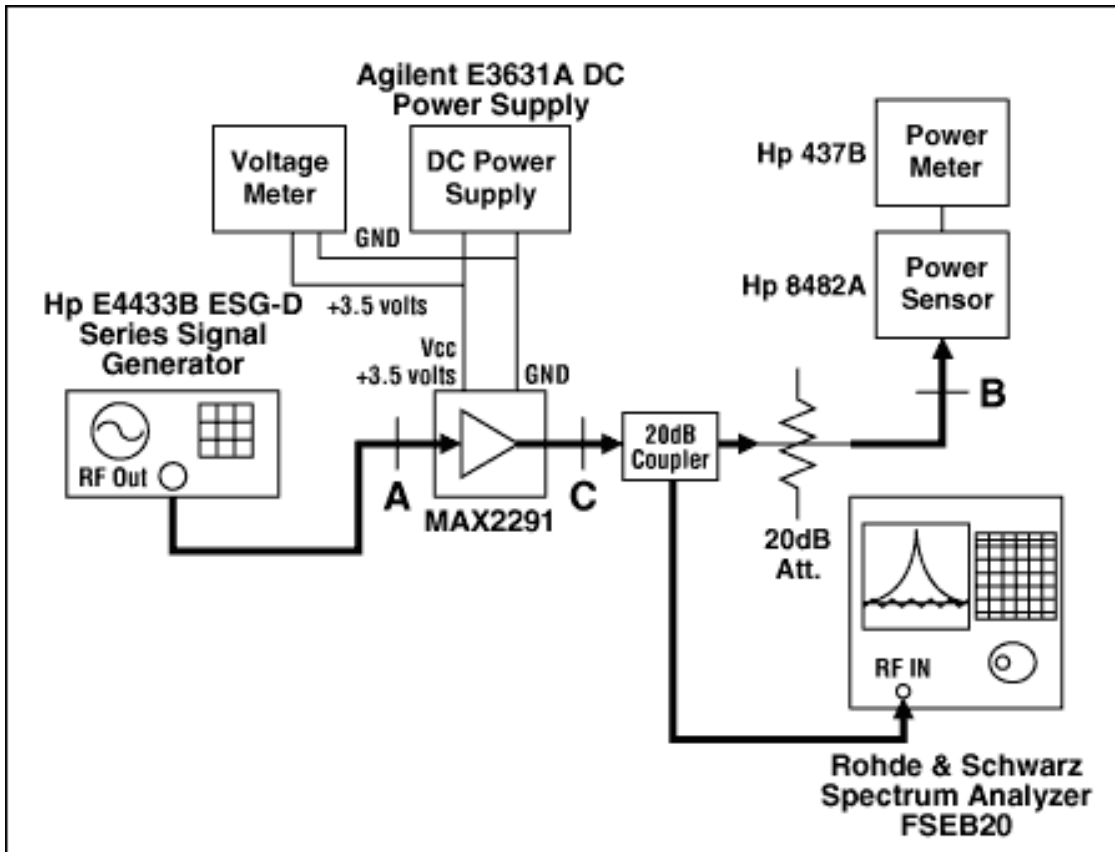 Agilent E3631A DC
Power Supply
Voltage
Meter
DC Power
Supply
GND
+3.5 volts
Vcc
+3.5 volts
GND
Hp E4433B ESG-D
Series Signal
Generator
RF Out
A
MAX2291
C
20dB
Coupler
20dB
Att.
B
Hp 437B
Power
Meter
Hp 8482A
Power
Sensor
RF IN
Rohde & Schwarz
Spectrum Analyzer
FSEB20